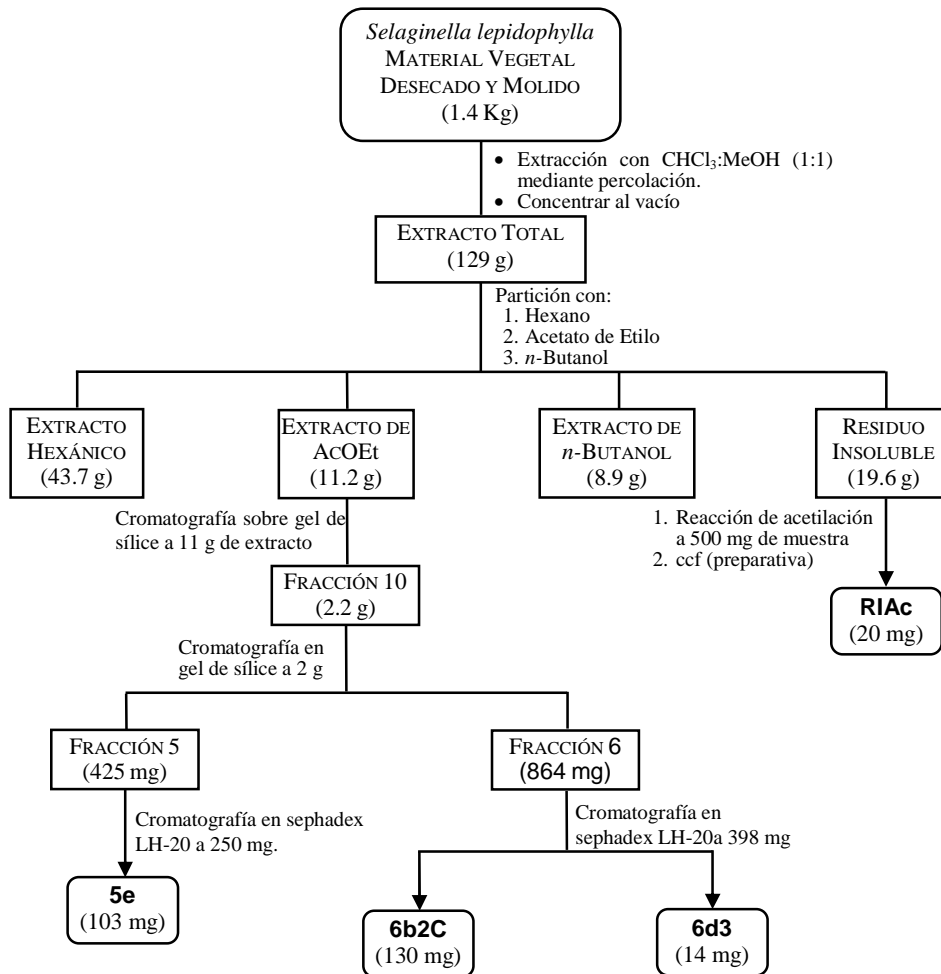 Selaginella lepidophylla
MATERIAL VEGETAL
DESECADO Y MOLIDO
(1.4 Kg)
• Extracción con CHCl₃:MeOH (1:1)
mediante percolación.
• Concentrar al vacío
EXTRACTO TOTAL
(129 g)
Partición con:
1. Hexano
2. Acetato de Etilo
3. n-Butanol
EXTRACTO
HEXÁNICO
(43.7 g)
EXTRACTO DE
ACOEt
(11.2 g)
EXTRACTO DE
n-BUTANOL
(8.9 g)
RESIDUO
INSOLUBLE
(19.6 g)
Cromatografía sobre gel de
sílice a 11 g de extracto
1. Reacción de acetilación
a 500 mg de muestra
2. ccf (preparativa)
FRACCIÓN 10
(2.2 g)
RIAc
(20 mg)
Cromatografía en
gel de sílice a 2 g
FRACCIÓN 5
(425 mg)
FRACCIÓN 6
(864 mg)
Cromatografía en sephadex
LH-20 a 250 mg.
Cromatografía en
sephadex LH-20a 398 mg
5e
(103 mg)
6b2C
(130 mg)
6d3
(14 mg)